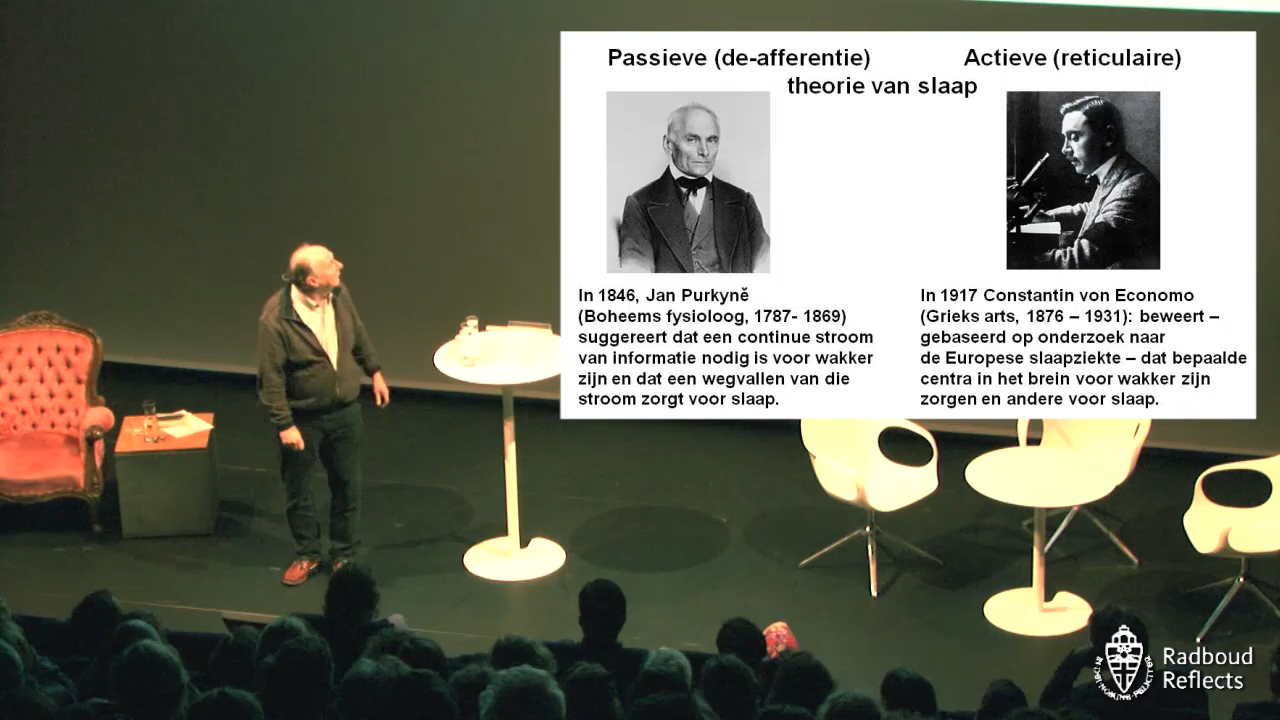 Passieve (de-afferentie) Actieve (reticulaire)
theorie van slaap
In 1846, Jan Purkyně
(Boheems fysioloog, 1787- 1869)
suggereert dat een continue stroom
van informatie nodig is voor wakker
zijn en dat een wegvallen van die
stroom zorgt voor slaap.
In 1917 Constantin von Economo
(Grieks arts, 1876 – 1931): beweert –
gebaseerd op onderzoek naar
de Europese slaapziekte – dat bepaalde
centra in het brein voor wakker zijn
zorgen en andere voor slaap.
Radboud
Reflects